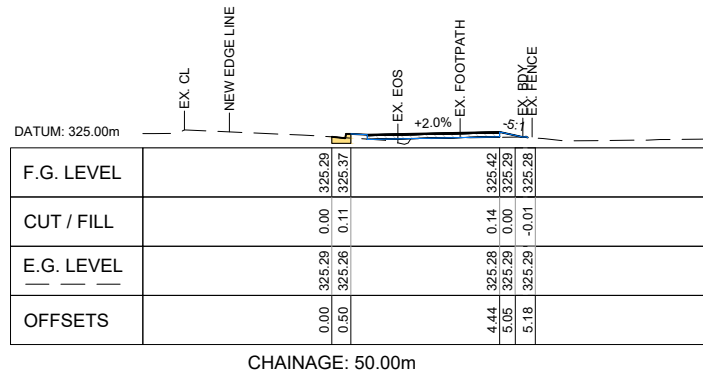 EX. CL
NEW EDGE LINE
EX. EOS
EX. FOOTPATH
EX. BDY
EX. FENCE
+2.0%
-5:1
DATUM: 325.00m
F.G. LEVEL 325.29 325.37 325.42 325.29 325.28
CUT / FILL 0.00 0.11 0.14 0.00 -0.01
E.G. LEVEL 325.29 325.26 325.28 325.29 325.29
OFFSETS 0.00 0.50 4.44 5.05 5.18
CHAINAGE: 50.00m